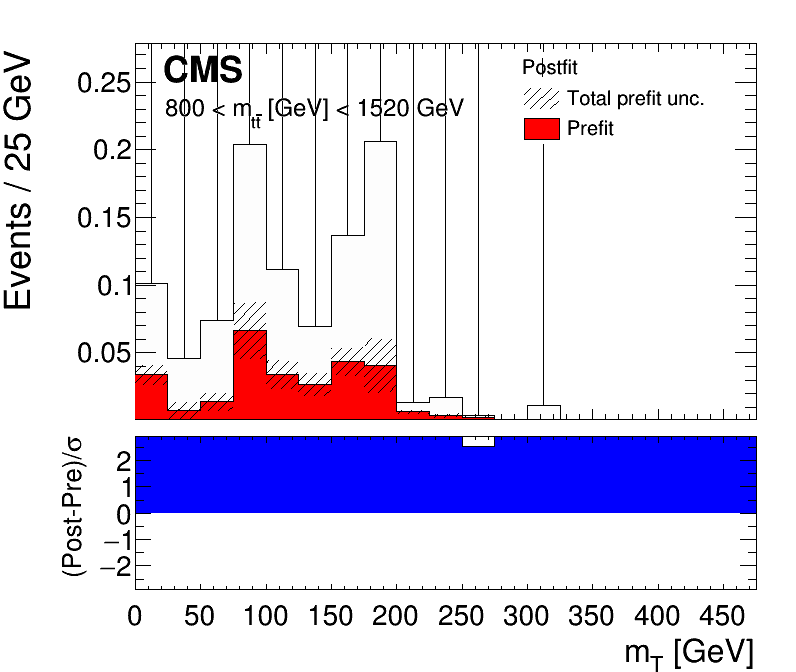 CMS
800 < m_tt̄ [GeV] < 1520 GeV
Postfit
Total prefit unc.
Prefit
Events / 25 GeV
0.25
0.2
0.15
0.1
0.05
(Post-Pre)/σ
2
1
0
−1
−2
0 50 100 150 200 250 300 350 400 450
m_T [GeV]